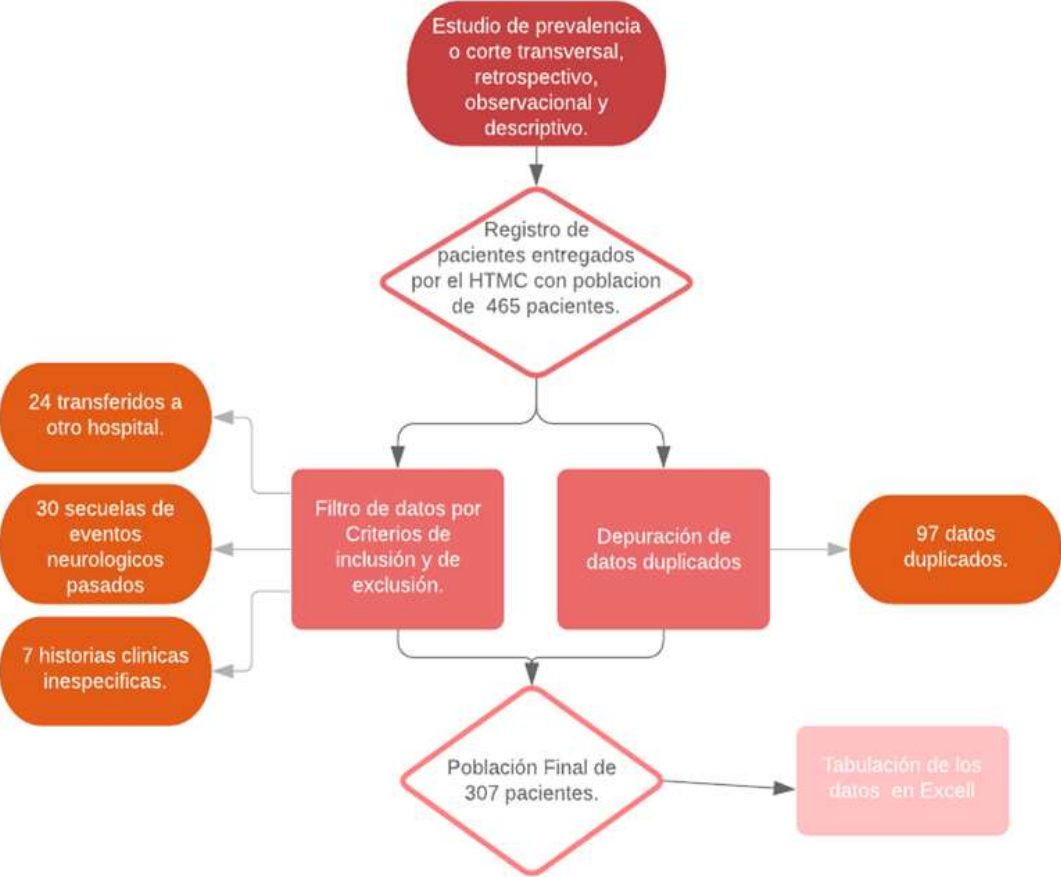 Estudio de prevalencia
o corte transversal,
retrospectivo,
observacional y
descriptivo.
Registro de
pacientes entregados
por el HTMC con poblacion
de 465 pacientes.
24 transferidos a
otro hospital.
30 secuelas de
eventos
neurologicos
pasados
7 historias clinicas
inespecificas.
Filtro de datos por
Criterios de
inclusión y de
exclusión.
Depuración de
datos duplicados
97 datos
duplicados.
Población Final de
307 pacientes.
Tabulación de los
datos en Excell